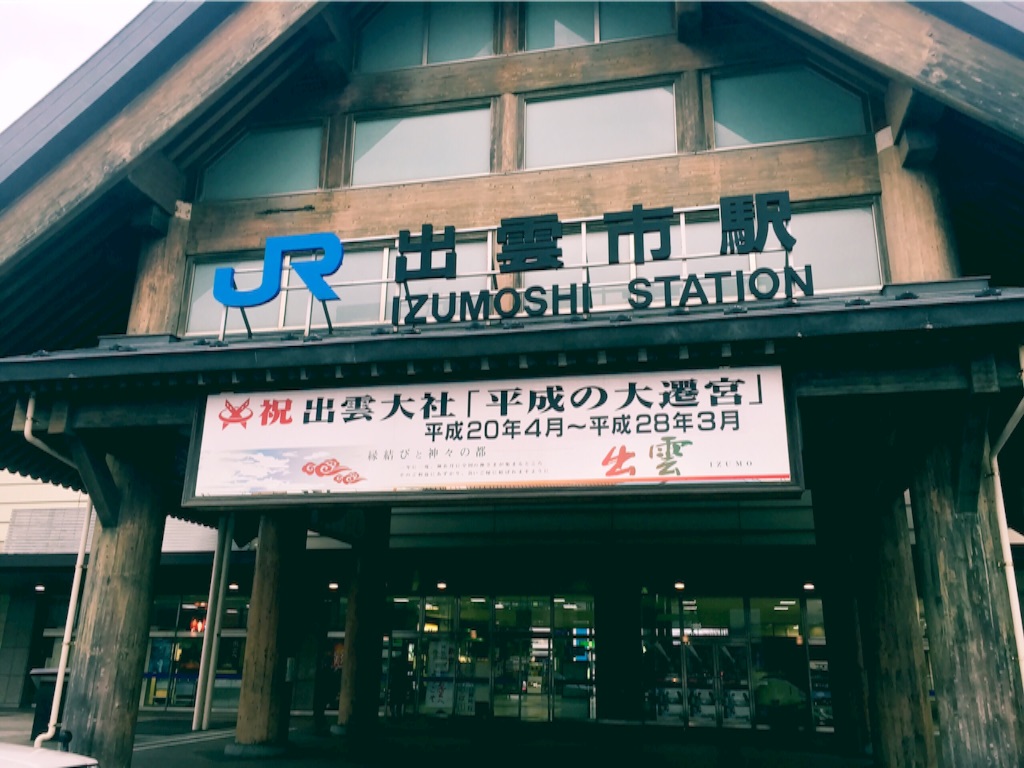 JR 出雲市駅
IZUMOSHI STATION
祝 出雲大社「平成の大遷宮」
平成20年4月～平成28年3月
縁結びと神々の都
出雲 IZUMO